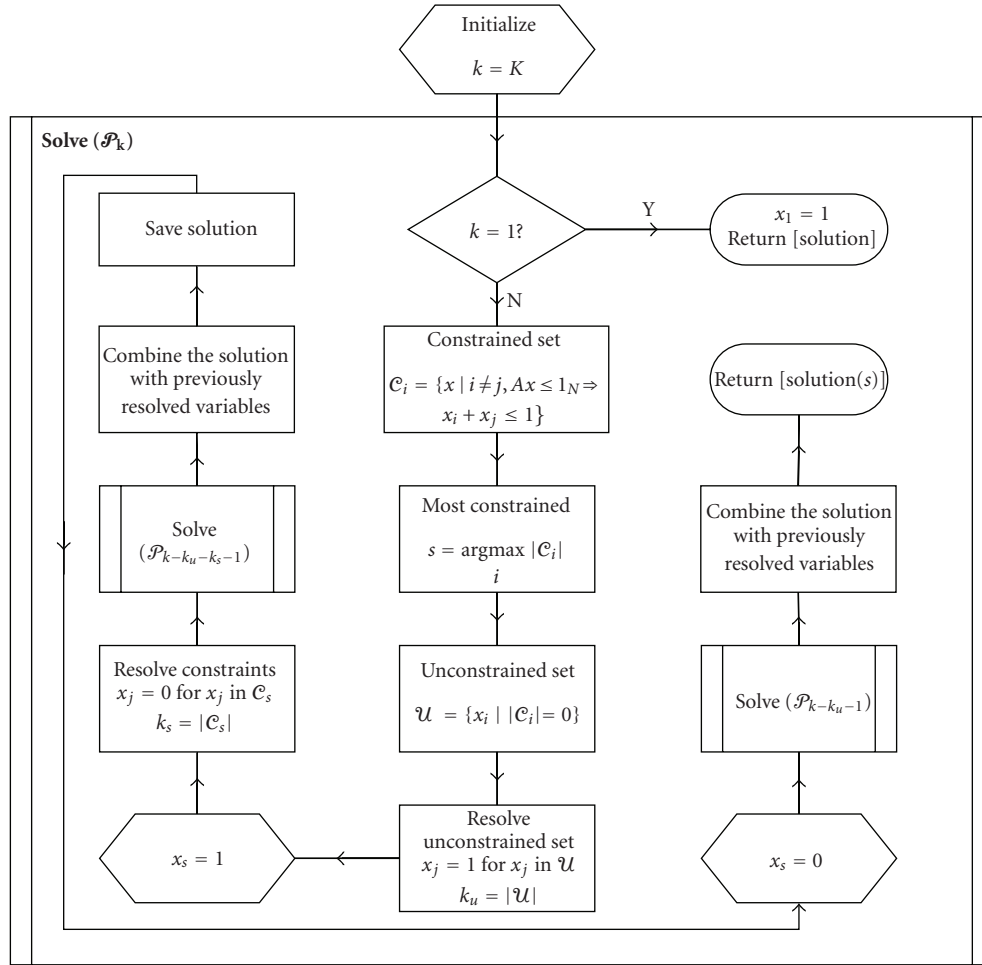 Initialize
k = K
Solve (𝒫k)
k = 1?
Y
N
x1 = 1
Return [solution]
Constrained set
𝒞i = {x | i ≠ j, Ax ≤ 1N ⇒
xi + xj ≤ 1}
Most constrained
s = argmax |𝒞i|
i
Unconstrained set
𝒰 = {xi | |𝒞i| = 0}
Resolve
unconstrained set
xj = 1 for xj in 𝒰
ku = |𝒰|
xs = 1
Resolve constraints
xj = 0 for xj in 𝒞s
ks = |𝒞s|
Solve
(𝒫k−ku−ks−1)
Combine the solution
with previously
resolved variables
Save solution
xs = 0
Solve (𝒫k−ku−1)
Combine the solution
with previously
resolved variables
Return [solution(s)]